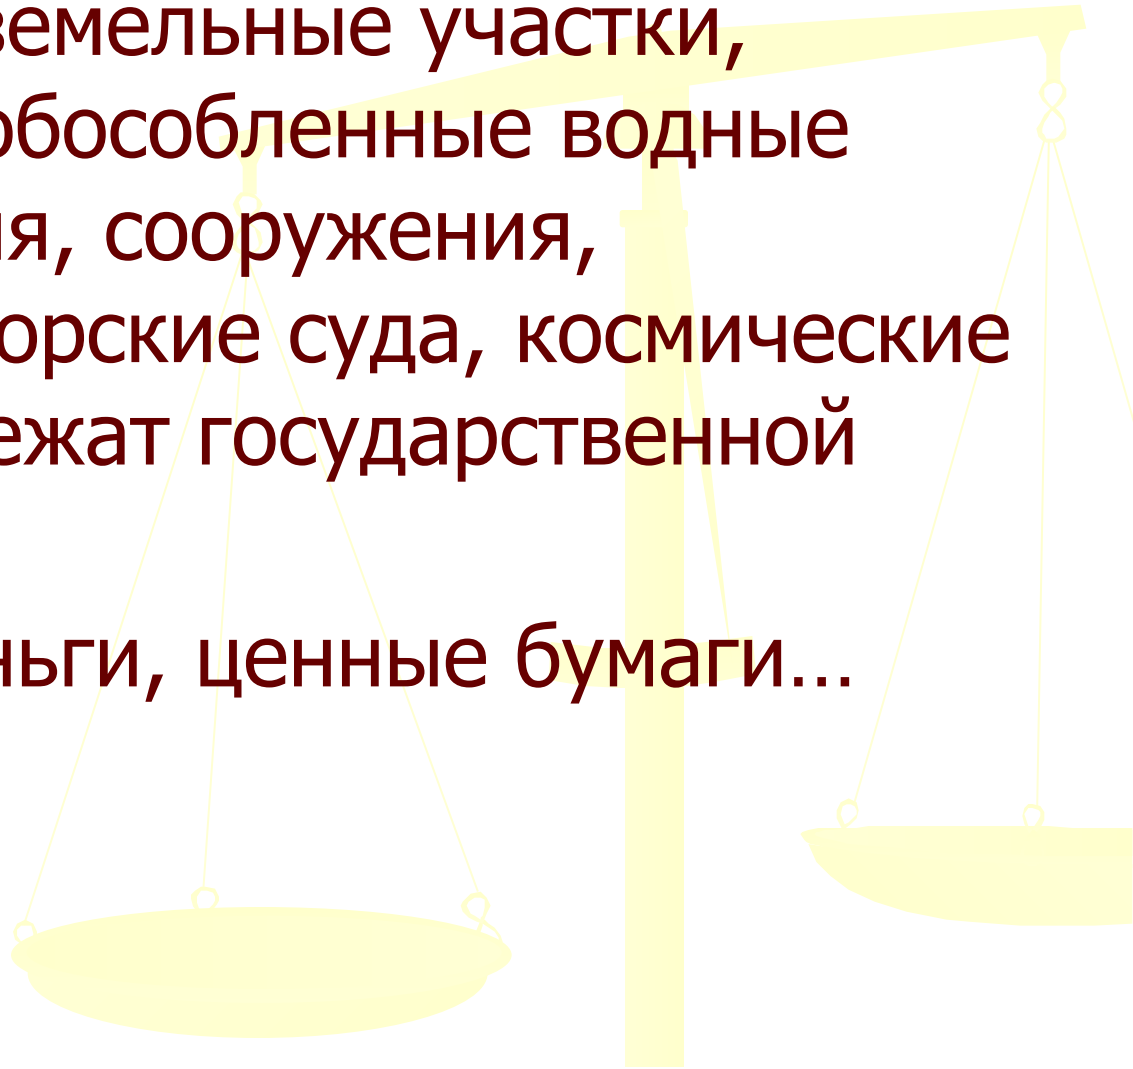 земельные участки,
обособленные водные
ия, сооружения,
орские суда, космические
ежат государственной
ньги, ценные бумаги...